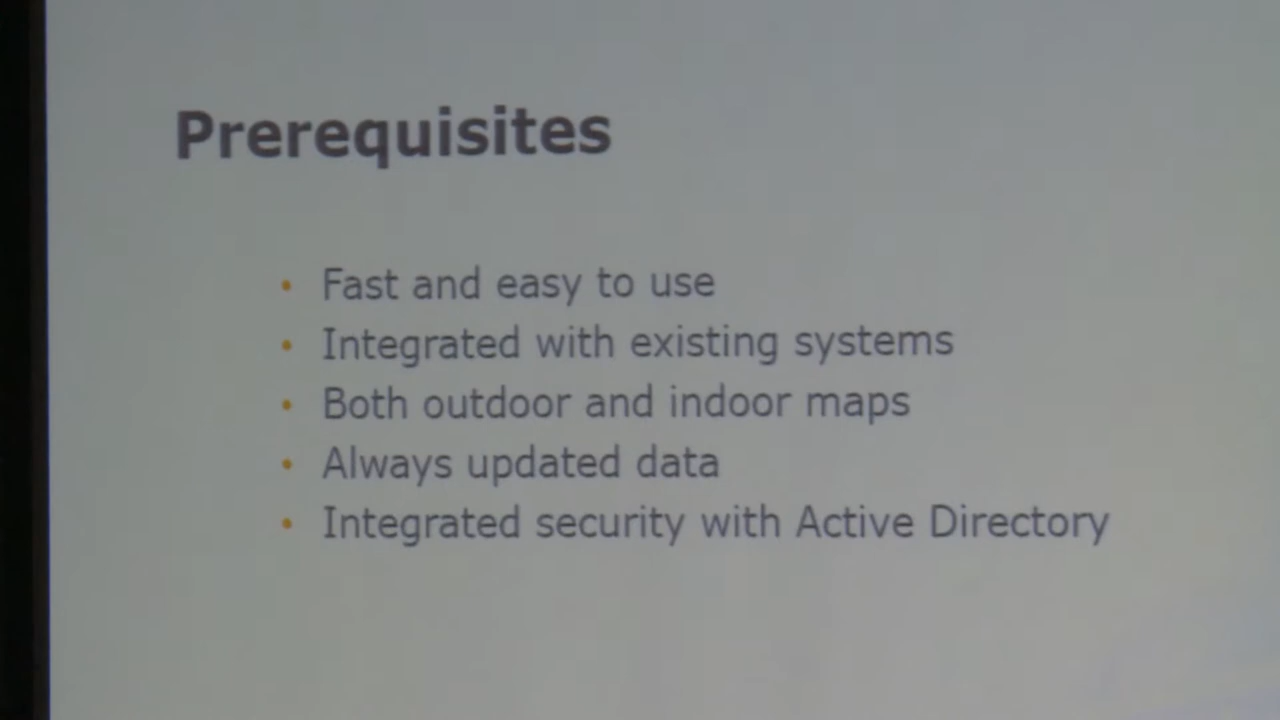 Prerequisites
• Fast and easy to use
• Integrated with existing systems
• Both outdoor and indoor maps
• Always updated data
• Integrated security with Active Directory